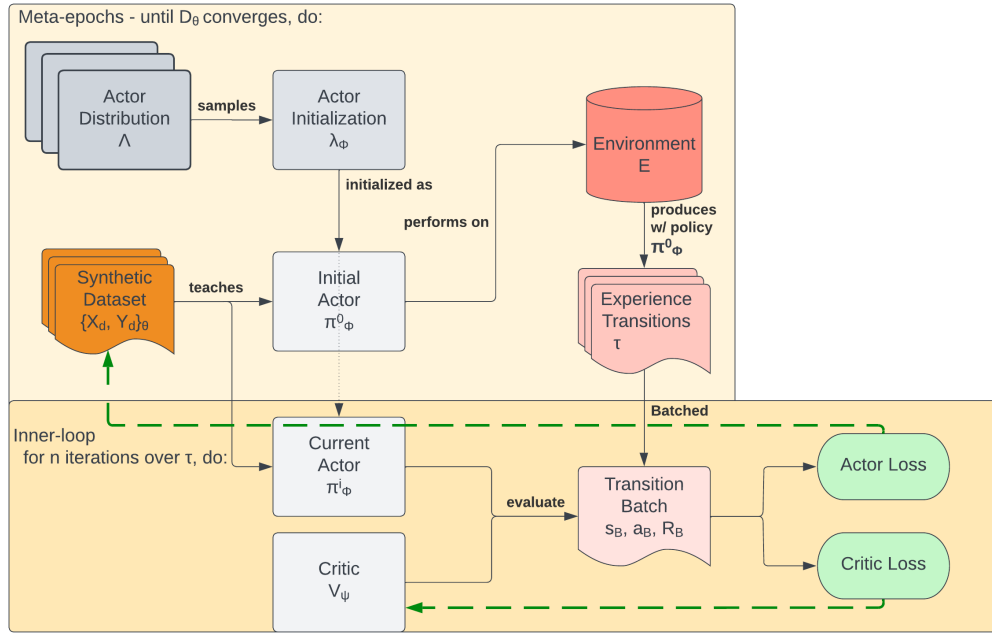 Meta-epochs - until Dθ converges, do:
Actor
Distribution
Λ
samples
Actor
Initialization
λΦ
initialized as
performs on
Environment
E
produces
w/ policy
π⁰Φ
Synthetic
Dataset
{Xd, Yd}θ
teaches
Initial
Actor
π⁰Φ
Experience
Transitions
τ
Batched
Inner-loop
for n iterations over τ, do:
Current
Actor
πⁱΦ
evaluate
Transition
Batch
sB, aB, RB
Actor Loss
Critic
Vψ
Critic Loss